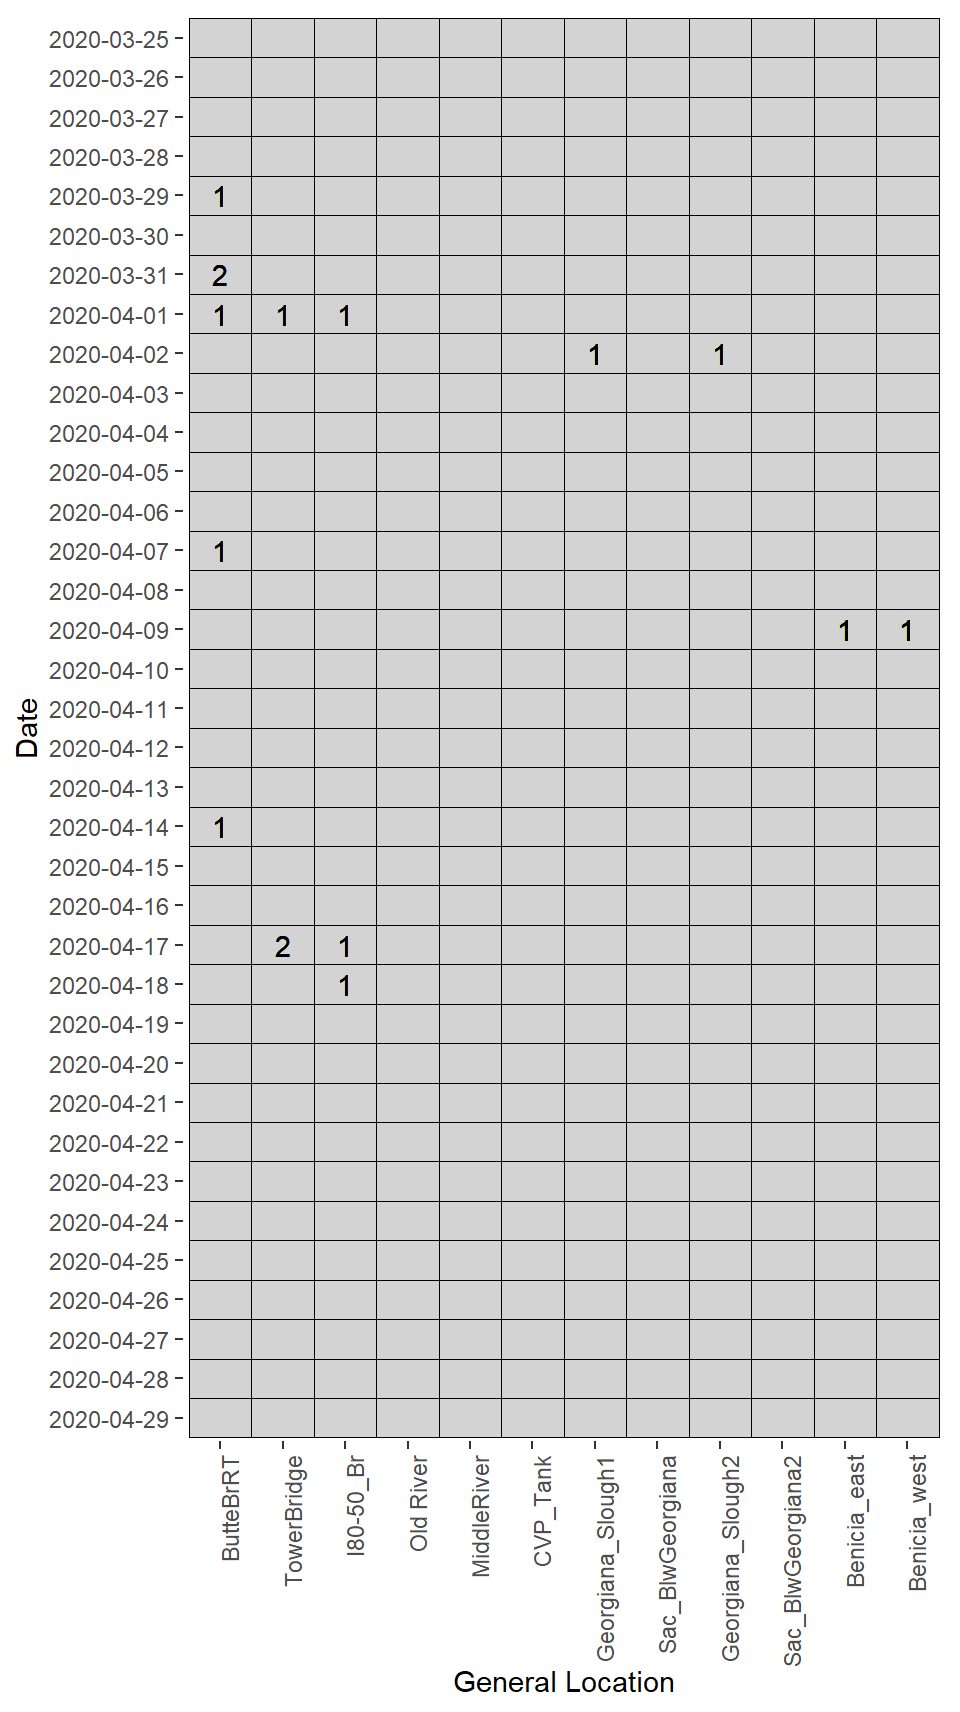 2020-03-25
2020-03-26
2020-03-27
2020-03-28
2020-03-29 1
2020-03-30
2020-03-31 2
2020-04-01 1 1 1
2020-04-02 1 1
2020-04-03
2020-04-04
2020-04-05
2020-04-06
2020-04-07 1
2020-04-08
2020-04-09 1 1
2020-04-10
2020-04-11
2020-04-12
2020-04-13
2020-04-14 1
2020-04-15
2020-04-16
2020-04-17 2 1
2020-04-18 1
2020-04-19
2020-04-20
2020-04-21
2020-04-22
2020-04-23
2020-04-24
2020-04-25
2020-04-26
2020-04-27
2020-04-28
2020-04-29
Date
ButteBrRT
TowerBridge
I80-50_Br
Old River
MiddleRiver
CVP_Tank
Georgiana_Slough1
Sac_BlwGeorgiana
Georgiana_Slough2
Sac_BlwGeorgiana2
Benicia_east
Benicia_west
General Location